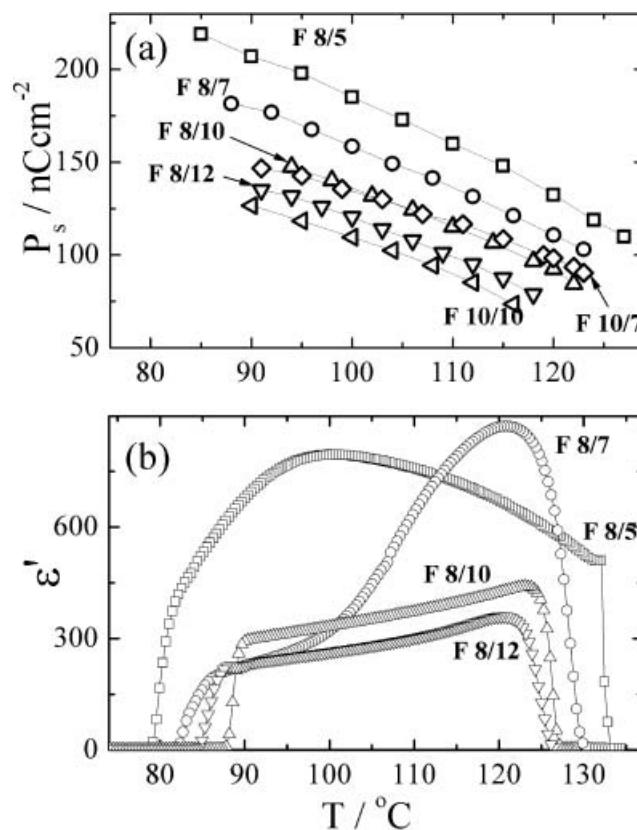 (a)
F 8/5
F 8/7
F 8/10
F 8/12
F 10/10
F 10/7
P_s / nCcm^-2
200
150
100
50
80 90 100 110 120
(b)
F 8/7
F 8/5
F 8/10
F 8/12
ε'
600
300
0
80 90 100 110 120 130
T / °C